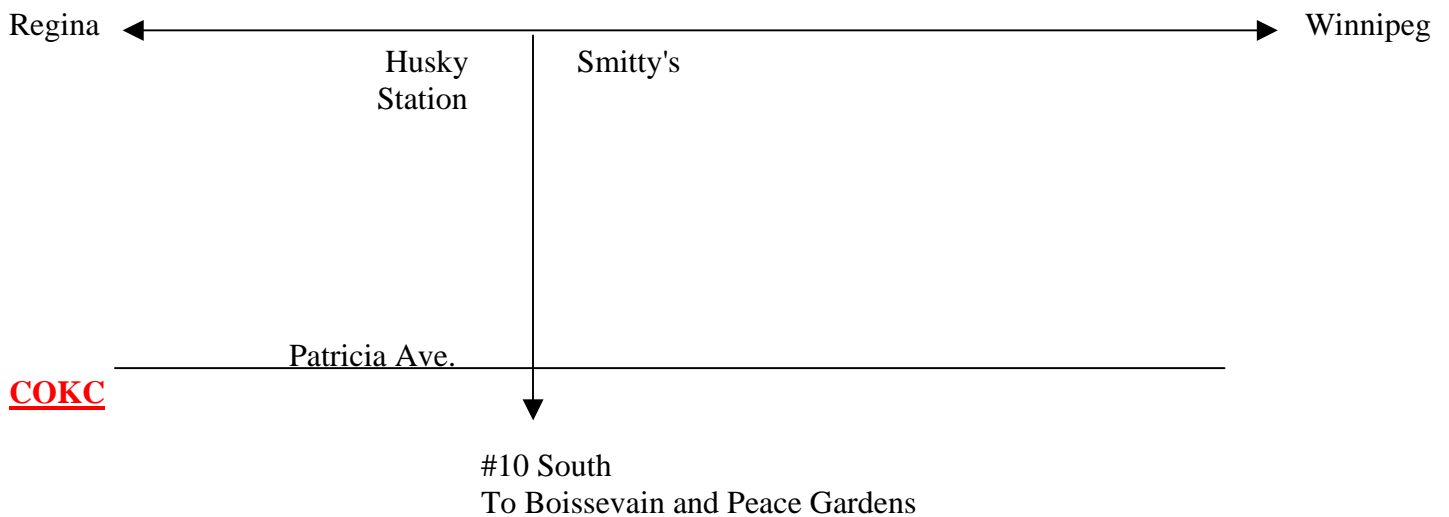 Regina
Winnipeg
Husky
Station
Smitty's
Patricia Ave.
COKC
#10 South
To Boissevain and Peace Gardens